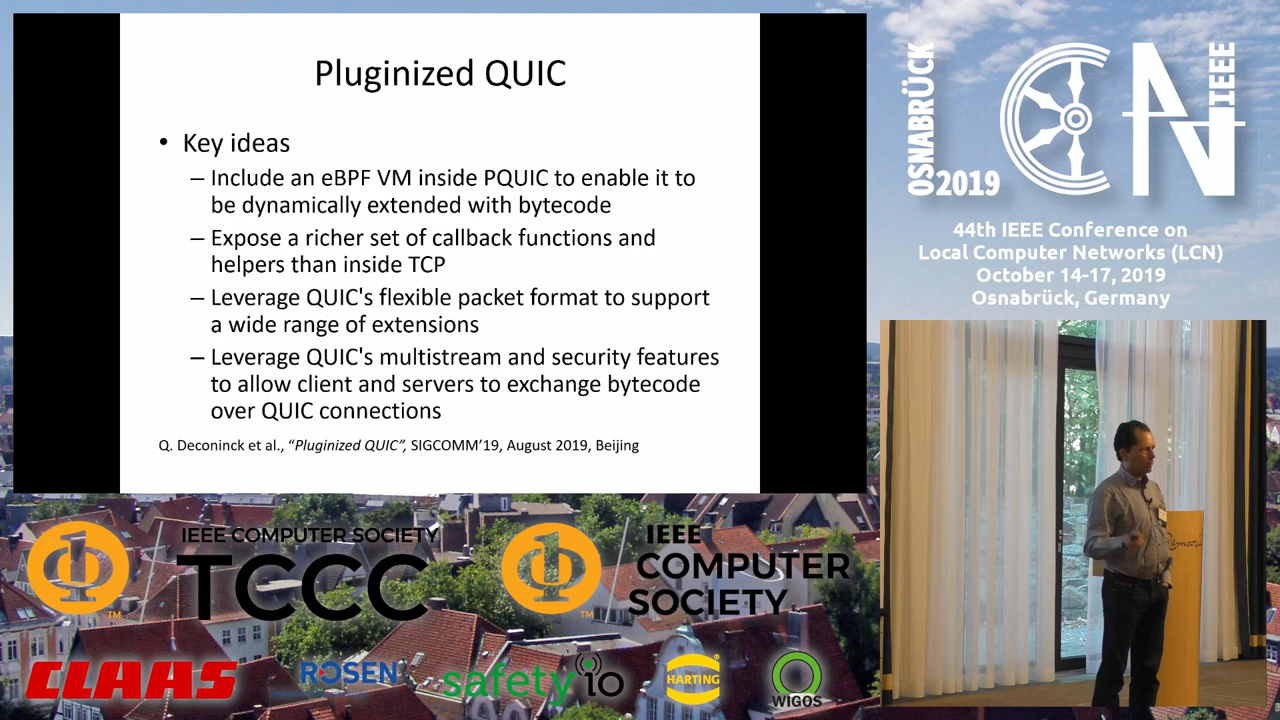 Pluginized QUIC
• Key ideas
– Include an eBPF VM inside PQUIC to enable it to
be dynamically extended with bytecode
– Expose a richer set of callback functions and
helpers than inside TCP
– Leverage QUIC's flexible packet format to support
a wide range of extensions
– Leverage QUIC's multistream and security features
to allow client and servers to exchange bytecode
over QUIC connections
Q. Deconinck et al., “Pluginized QUIC”, SIGCOMM’19, August 2019, Beijing
OSNABRÜCK
2019
LCN
IEEE
44th IEEE Conference on
Local Computer Networks (LCN)
October 14-17, 2019
Osnabrück, Germany
IEEE COMPUTER SOCIETY
TCCC
TM
IEEE
COMPUTER
SOCIETY
TM
CLAAS
ROSEN
safety io
HARTING
WIGOS